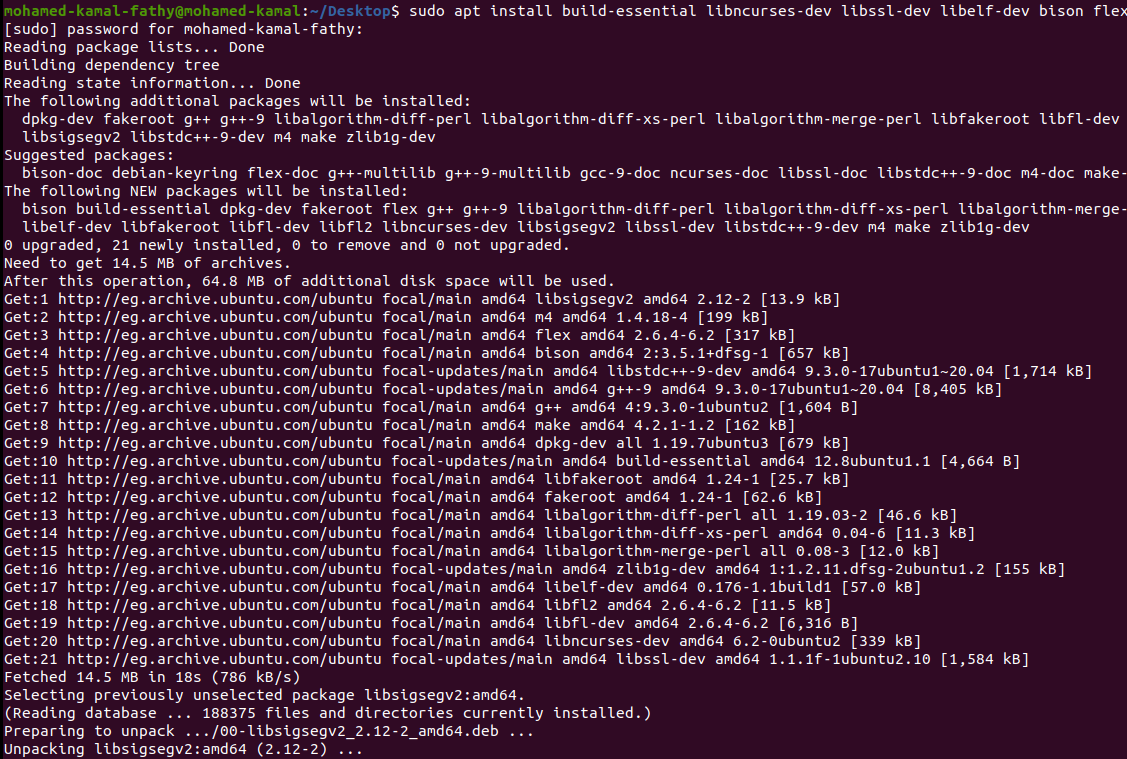 mohamed-kamal-fathy@mohamed-kamal:~/Desktop$ sudo apt install build-essential libncurses-dev libssl-dev libelf-dev bison flex
[sudo] password for mohamed-kamal-fathy:
Reading package lists... Done
Building dependency tree
Reading state information... Done
The following additional packages will be installed:
  dpkg-dev fakeroot g++ g++-9 libalgorithm-diff-perl libalgorithm-diff-xs-perl libalgorithm-merge-perl libfakeroot libfl-dev
  libsigsegv2 libstdc++-9-dev m4 make zlib1g-dev
Suggested packages:
  bison-doc debian-keyring flex-doc g++-multilib g++-9-multilib gcc-9-doc ncurses-doc libssl-doc libstdc++-9-doc m4-doc make-
The following NEW packages will be installed:
  bison build-essential dpkg-dev fakeroot flex g++ g++-9 libalgorithm-diff-perl libalgorithm-diff-xs-perl libalgorithm-merge-
  libelf-dev libfakeroot libfl-dev libfl2 libncurses-dev libsigsegv2 libssl-dev libstdc++-9-dev m4 make zlib1g-dev
0 upgraded, 21 newly installed, 0 to remove and 0 not upgraded.
Need to get 14.5 MB of archives.
After this operation, 64.8 MB of additional disk space will be used.
Get:1 http://eg.archive.ubuntu.com/ubuntu focal/main amd64 libsigsegv2 amd64 2.12-2 [13.9 kB]
Get:2 http://eg.archive.ubuntu.com/ubuntu focal/main amd64 m4 amd64 1.4.18-4 [199 kB]
Get:3 http://eg.archive.ubuntu.com/ubuntu focal/main amd64 flex amd64 2.6.4-6.2 [317 kB]
Get:4 http://eg.archive.ubuntu.com/ubuntu focal/main amd64 bison amd64 2:3.5.1+dfsg-1 [657 kB]
Get:5 http://eg.archive.ubuntu.com/ubuntu focal-updates/main amd64 libstdc++-9-dev amd64 9.3.0-17ubuntu1~20.04 [1,714 kB]
Get:6 http://eg.archive.ubuntu.com/ubuntu focal-updates/main amd64 g++-9 amd64 9.3.0-17ubuntu1~20.04 [8,405 kB]
Get:7 http://eg.archive.ubuntu.com/ubuntu focal/main amd64 g++ amd64 4:9.3.0-1ubuntu2 [1,604 B]
Get:8 http://eg.archive.ubuntu.com/ubuntu focal/main amd64 make amd64 4.2.1-1.2 [162 kB]
Get:9 http://eg.archive.ubuntu.com/ubuntu focal/main amd64 dpkg-dev all 1.19.7ubuntu3 [679 kB]
Get:10 http://eg.archive.ubuntu.com/ubuntu focal-updates/main amd64 build-essential amd64 12.8ubuntu1.1 [4,664 B]
Get:11 http://eg.archive.ubuntu.com/ubuntu focal/main amd64 libfakeroot amd64 1.24-1 [25.7 kB]
Get:12 http://eg.archive.ubuntu.com/ubuntu focal/main amd64 fakeroot amd64 1.24-1 [62.6 kB]
Get:13 http://eg.archive.ubuntu.com/ubuntu focal/main amd64 libalgorithm-diff-perl all 1.19.03-2 [46.6 kB]
Get:14 http://eg.archive.ubuntu.com/ubuntu focal/main amd64 libalgorithm-diff-xs-perl amd64 0.04-6 [11.3 kB]
Get:15 http://eg.archive.ubuntu.com/ubuntu focal/main amd64 libalgorithm-merge-perl all 0.08-3 [12.0 kB]
Get:16 http://eg.archive.ubuntu.com/ubuntu focal-updates/main amd64 zlib1g-dev amd64 1:1.2.11.dfsg-2ubuntu1.2 [155 kB]
Get:17 http://eg.archive.ubuntu.com/ubuntu focal/main amd64 libelf-dev amd64 0.176-1.1build1 [57.0 kB]
Get:18 http://eg.archive.ubuntu.com/ubuntu focal/main amd64 libfl2 amd64 2.6.4-6.2 [11.5 kB]
Get:19 http://eg.archive.ubuntu.com/ubuntu focal/main amd64 libfl-dev amd64 2.6.4-6.2 [6,316 B]
Get:20 http://eg.archive.ubuntu.com/ubuntu focal/main amd64 libncurses-dev amd64 6.2-0ubuntu2 [339 kB]
Get:21 http://eg.archive.ubuntu.com/ubuntu focal-updates/main amd64 libssl-dev amd64 1.1.1f-1ubuntu2.10 [1,584 kB]
Fetched 14.5 MB in 18s (786 kB/s)
Selecting previously unselected package libsigsegv2:amd64.
(Reading database ... 188375 files and directories currently installed.)
Preparing to unpack .../00-libsigsegv2_2.12-2_amd64.deb ...
Unpacking libsigsegv2:amd64 (2.12-2) ...